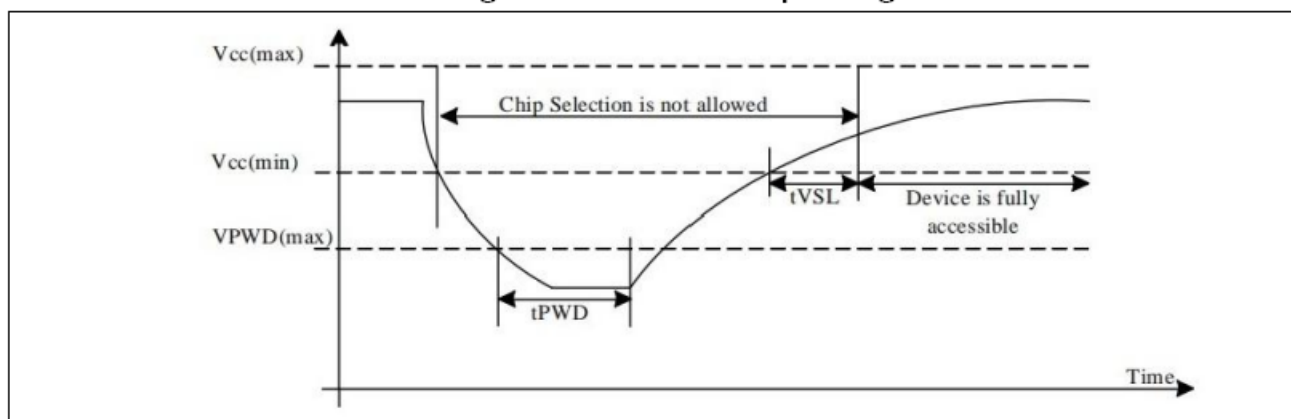 Vcc(max)
Chip Selection is not allowed
Vcc(min)
tVSL
Device is fully
accessible
VPWD(max)
tPWD
Time